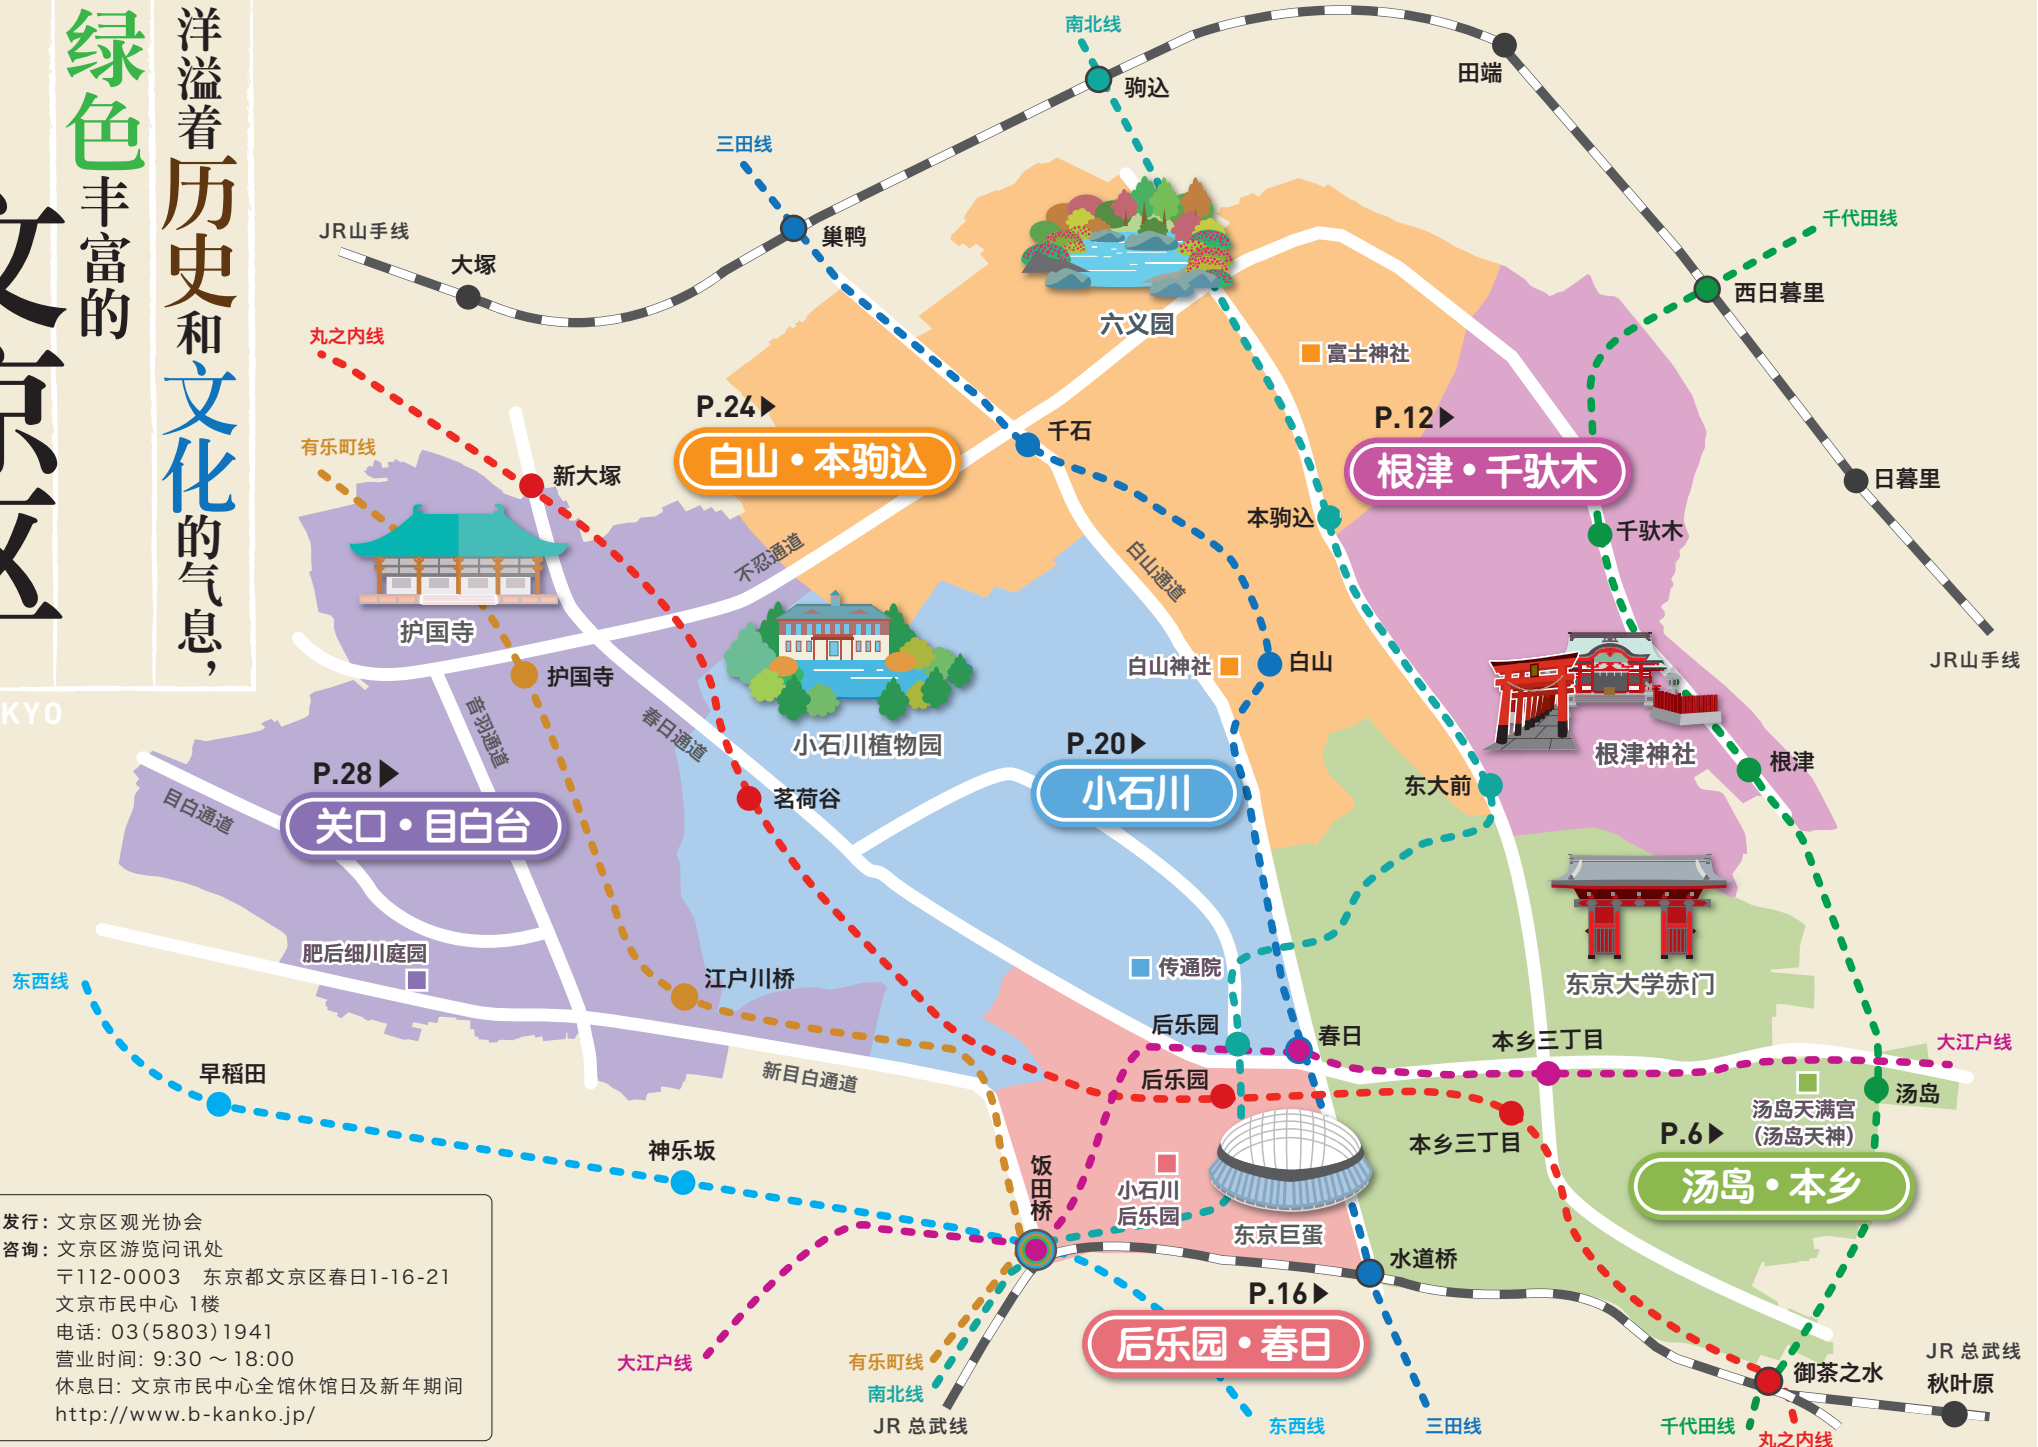 洋溢着历史和文化的气息，
绿色丰富的
文京区
KYO
南北线
驹込
田端
三田线
巢鸭
JR山手线
大塚
千代田线
西日暮里
丸之内线
六义园
富士神社
P.24
白山・本驹込
千石
P.12
根津・千驮木
有乐町线
新大塚
日暮里
本驹込
千驮木
不忍通道
白山通道
护国寺
护国寺
白山神社
白山
JR山手线
音羽通道
春日通道
小石川植物园
P.20
小石川
根津神社
根津
东大前
P.28
关口・目白台
目白通道
茗荷谷
肥后细川庭园
江户川桥
传通院
东京大学赤门
东西线
后乐园
春日
本乡三丁目
大江户线
早稻田
新目白通道
后乐园
汤岛
汤岛天满宫
(汤岛天神)
本乡三丁目
P.6
汤岛・本乡
神乐坂
饭田桥
小石川
后乐园
东京巨蛋
水道桥
P.16
后乐园・春日
大江户线
有乐町线
南北线
JR 总武线
东西线
三田线
御茶之水
JR 总武线
秋叶原
千代田线
丸之内线
发行: 文京区观光协会
咨询: 文京区游览问讯处
〒112-0003　东京都文京区春日1-16-21
文京市民中心 1楼
电话: 03(5803)1941
营业时间: 9:30 ～ 18:00
休息日: 文京市民中心全馆休馆日及新年期间
http://www.b-kanko.jp/